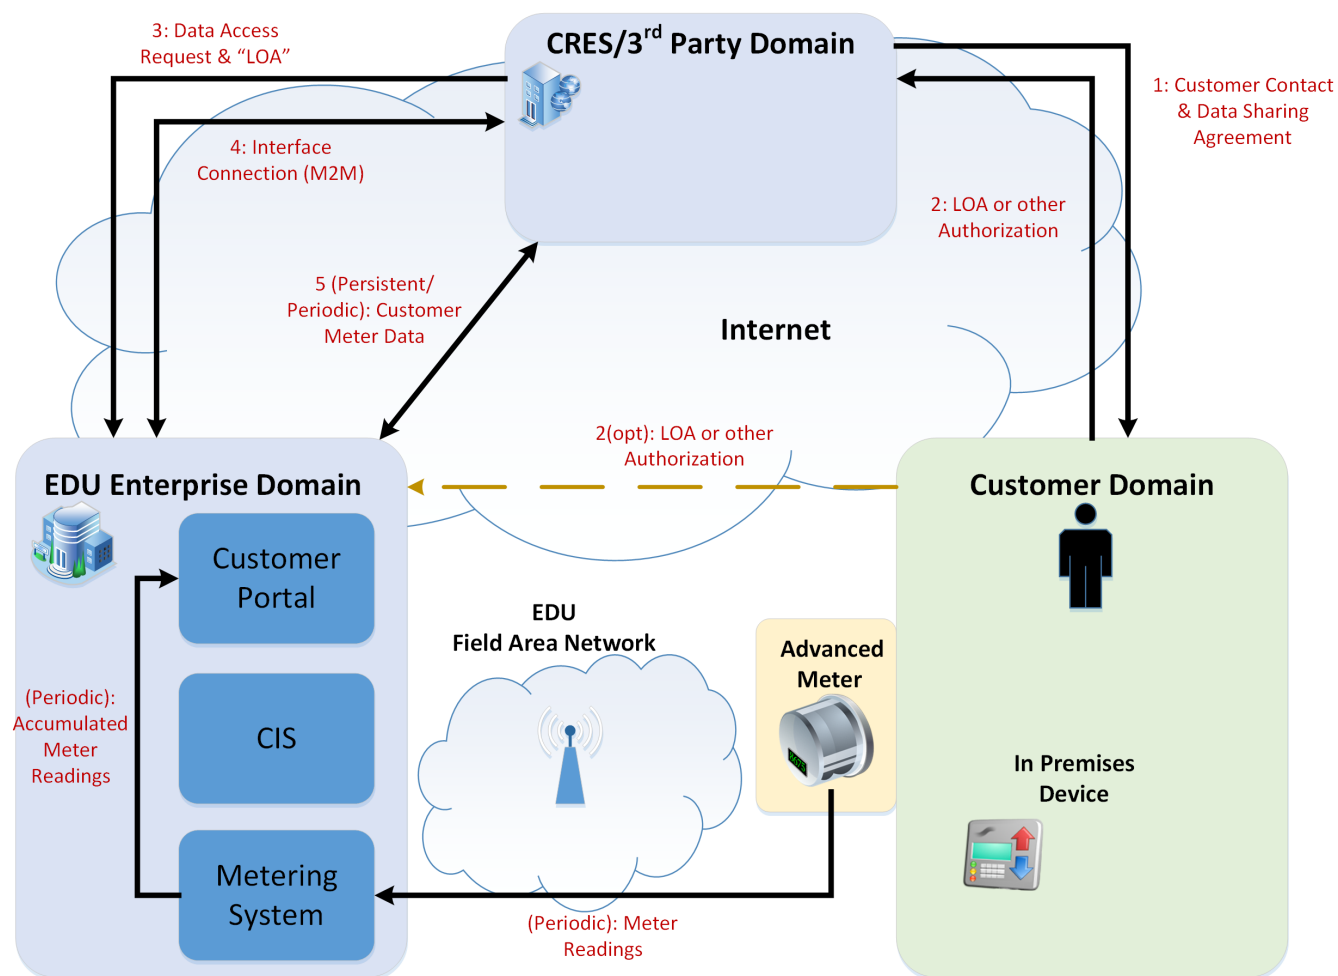 3: Data Access
Request & “LOA”
CRES/3rd Party Domain
1: Customer Contact
& Data Sharing
Agreement
4: Interface
Connection (M2M)
2: LOA or other
Authorization
5 (Persistent/
Periodic): Customer
Meter Data
Internet
2(opt): LOA or other
Authorization
EDU Enterprise Domain
Customer Domain
Customer
Portal
EDU
Field Area Network
Advanced
Meter
(Periodic):
Accumulated
Meter
Readings
CIS
In Premises
Device
Metering
System
(Periodic): Meter
Readings